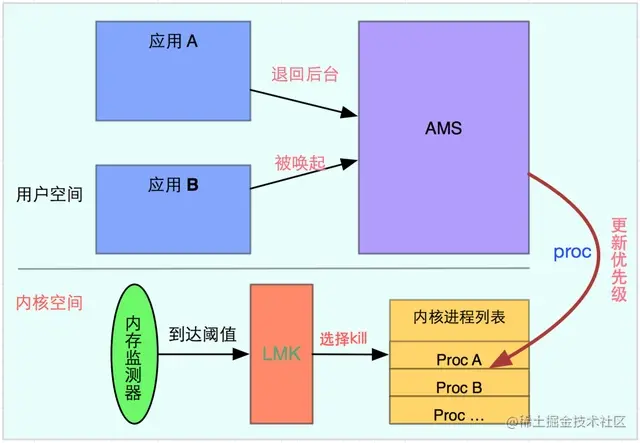 应用 A
退回后台
AMS
应用 B
被唤起
用户空间
proc
更新优先级
内核空间
内存监测器
到达阈值
LMK
选择kill
内核进程列表
Proc A
Proc B
Proc ...
@稀土掘金技术社区